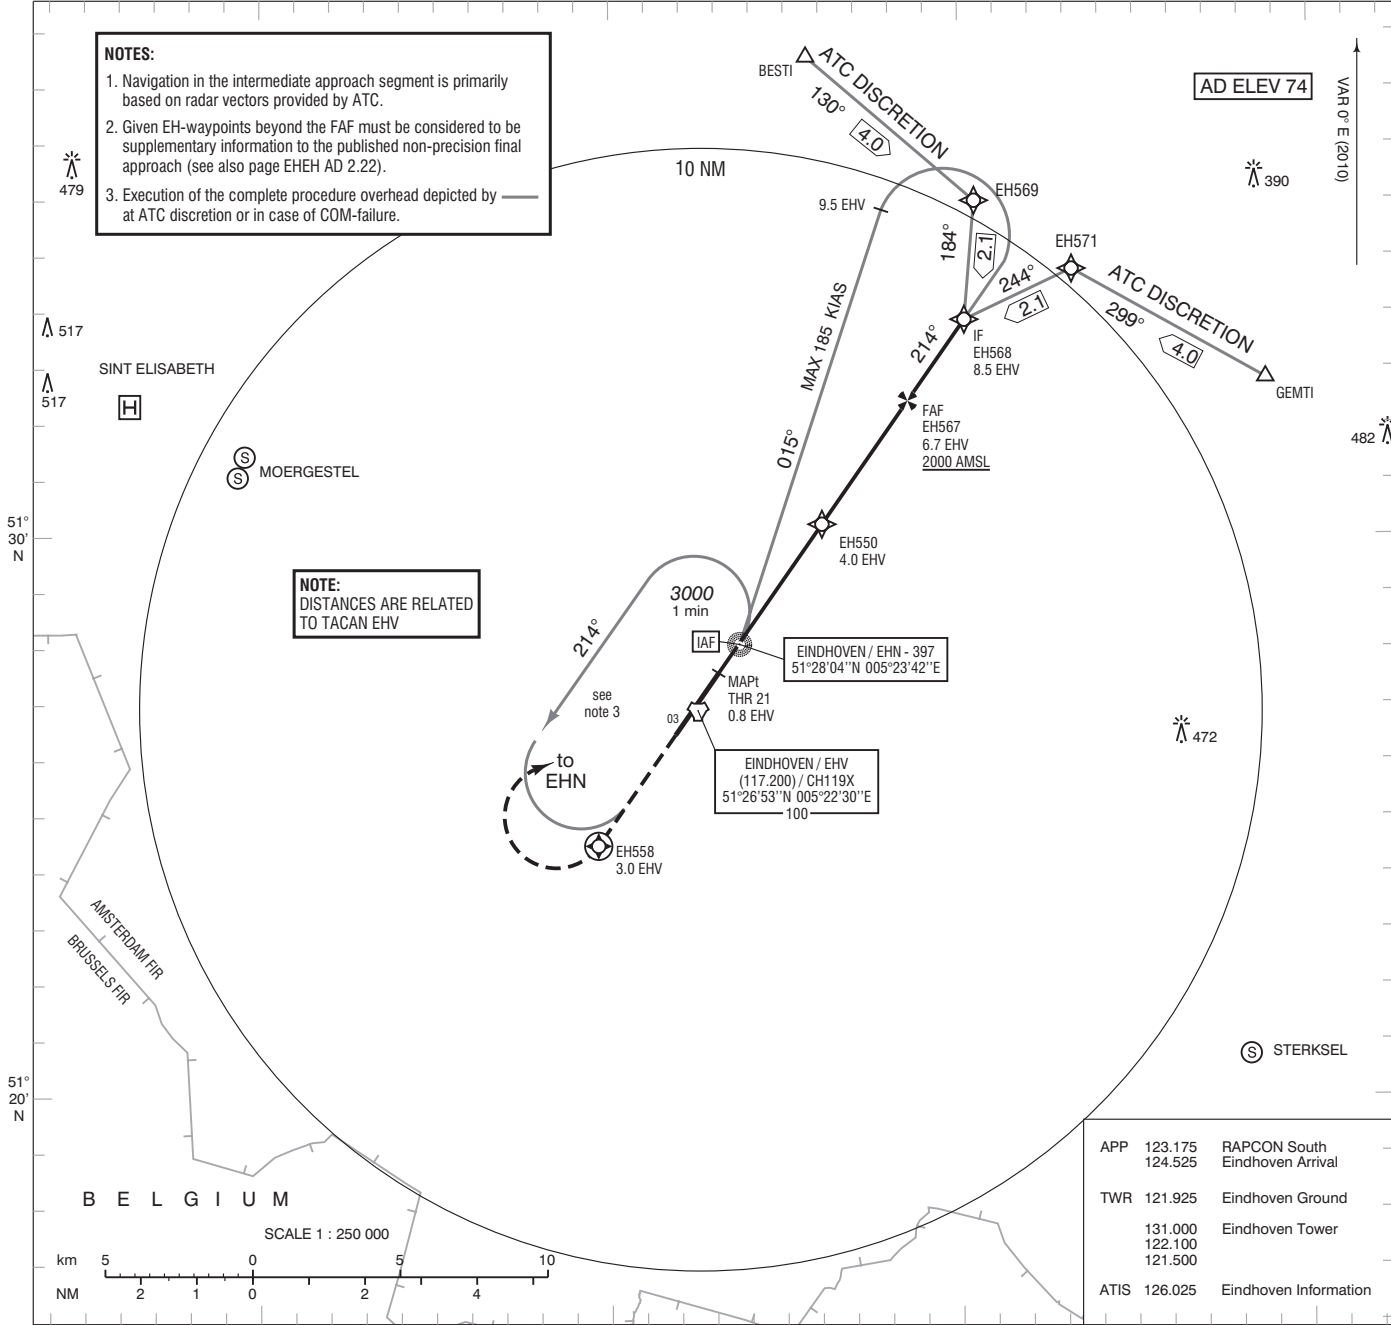 NOTES:
1. Navigation in the intermediate approach segment is primarily
based on radar vectors provided by ATC.
2. Given EH-waypoints beyond the FAF must be considered to be
supplementary information to the published non-precision final
approach (see also page EHEH AD 2.22).
3. Execution of the complete procedure overhead depicted by
at ATC discretion or in case of COM-failure.
BESTI
ATC DISCRETION
130°
4.0
AD ELEV 74
VAR 0° E (2010)
479
390
10 NM
9.5 EHV
EH569
184°
2.1
EH571
244°
2.1
ATC DISCRETION
299°
4.0
GEMTI
517
SINT ELISABETH
517
H
MAX 185 KIAS
015°
214°
IF
EH568
8.5 EHV
FAF
EH567
6.7 EHV
2000 AMSL
482
S
S
MOERGESTEL
51°
30'
N
EH550
4.0 EHV
NOTE:
DISTANCES ARE RELATED
TO TACAN EHV
3000
1 min
214°
IAF
EINDHOVEN / EHN - 397
51°28'04''N 005°23'42''E
see
note 3
MAPt
THR 21
0.8 EHV
03
472
to
EHN
EINDHOVEN / EHV
(117.200) / CH119X
51°26'53''N 005°22'30''E
100
EH558
3.0 EHV
AMSTERDAM FIR
BRUSSELS FIR
S
STERKSEL
51°
20'
N
BELGIUM
SCALE 1 : 250 000
km 5 0 5 10
NM 2 1 0 2 4
APP 123.175 RAPCON South
124.525 Eindhoven Arrival
TWR 121.925 Eindhoven Ground
131.000 Eindhoven Tower
122.100
121.500
ATIS 126.025 Eindhoven Information